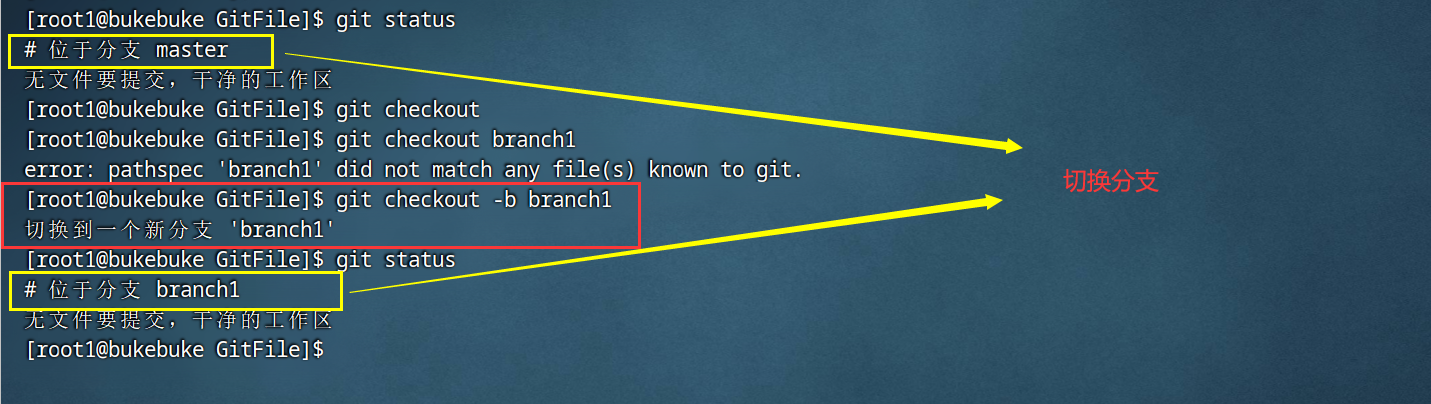 [root1@bukebuke GitFile]$ git status
# 位于分支 master
无文件要提交，干净的工作区
[root1@bukebuke GitFile]$ git checkout
[root1@bukebuke GitFile]$ git checkout branch1
error: pathspec 'branch1' did not match any file(s) known to git.
[root1@bukebuke GitFile]$ git checkout -b branch1
切换到一个新分支 'branch1'
[root1@bukebuke GitFile]$ git status
# 位于分支 branch1
无文件要提交，干净的工作区
[root1@bukebuke GitFile]$
切换分支